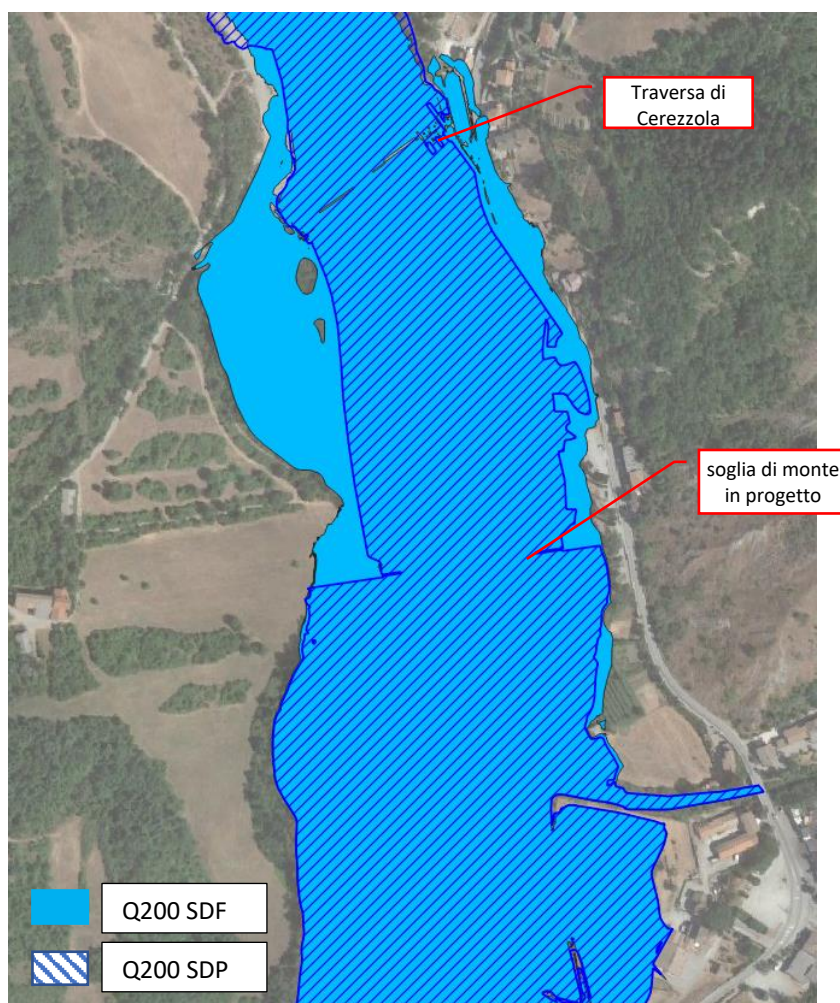 Traversa di
Cerezzola
soglia di monte
in progetto
Q200 SDF
Q200 SDP